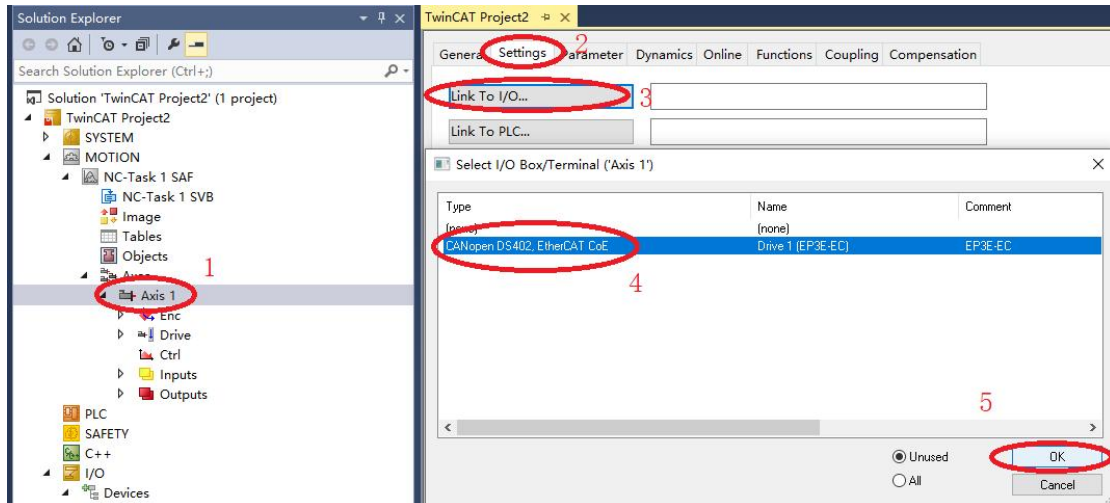 Solution Explorer
Search Solution Explorer (Ctrl+;)
Solution 'TwinCAT Project2' (1 project)
TwinCAT Project2
SYSTEM
MOTION
NC-Task 1 SAF
NC-Task 1 SVB
Image
Tables
Objects
Axes
1
Axis 1
Enc
Drive
Ctrl
Inputs
Outputs
PLC
SAFETY
C++
I/O
Devices
TwinCAT Project2
General Settings 2 Parameter Dynamics Online Functions Coupling Compensation
Link To I/O... 3
Link To PLC...
Select I/O Box/Terminal ('Axis 1')
Type Name Comment
(none) (none)
CANopen DS402, EtherCAT CoE Drive 1 (EP3E-EC) EP3E-EC
4
5
Unused OK
All Cancel